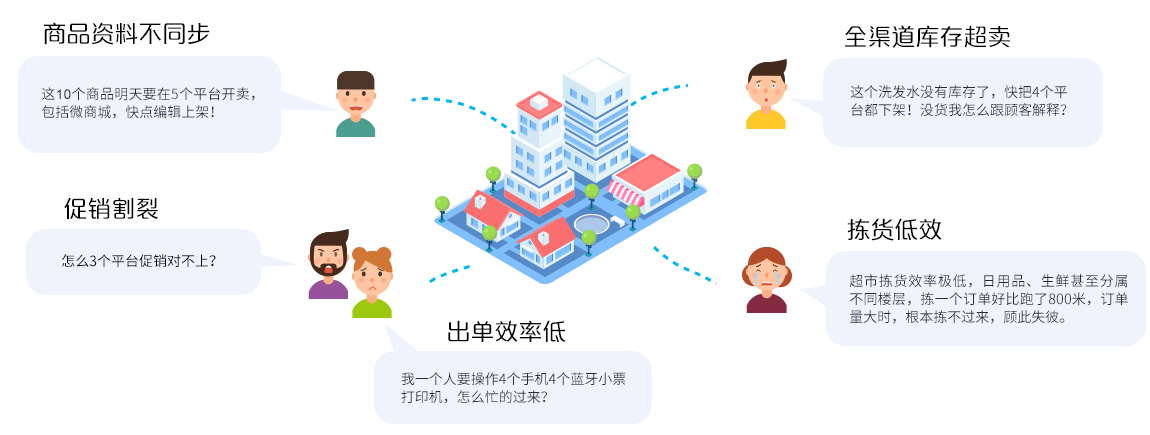 商品资料不同步
这10个商品明天要在5个平台开卖，
包括微商城，快点编辑上架！
全渠道库存超卖
这个洗发水没有库存了，快把4个平
台都下架！没货我怎么跟顾客解释？
促销割裂
怎么3个平台促销对不上？
拣货低效
超市拣货效率极低，日用品、生鲜甚至分属
不同楼层，拣一个订单好比跑了800米，订单
量大时，根本拣不过来，顾此失彼。
出单效率低
我一个人要操作4个手机4个蓝牙小票
打印机，怎么忙的过来？